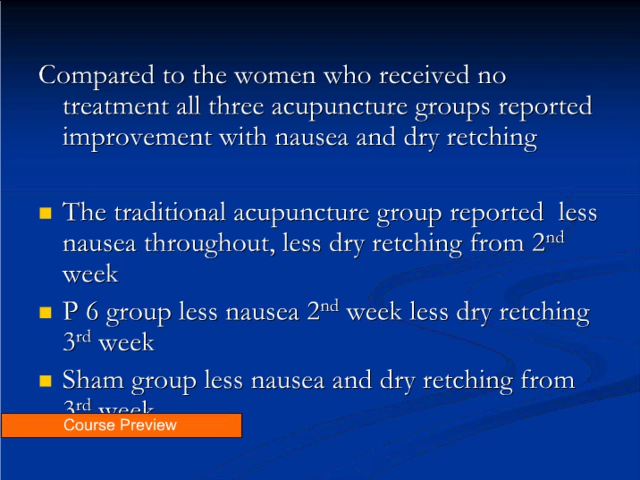 Compared to the women who received no
treatment all three acupuncture groups reported
improvement with nausea and dry retching
The traditional acupuncture group reported less
nausea throughout, less dry retching from 2nd
week
P 6 group less nausea 2nd week less dry retching
3rd week
Sham group less nausea and dry retching from
3rd week
Course Preview